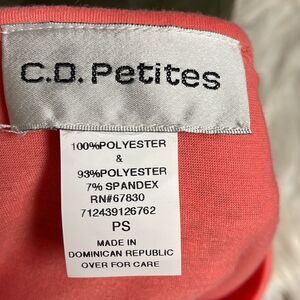 C.D. Petites
100%POLYESTER
&
93%POLYESTER
7% SPANDEX
RN#67830
712439126762
PS
MADE IN
DOMINICAN REPUBLIC
OVER FOR CARE